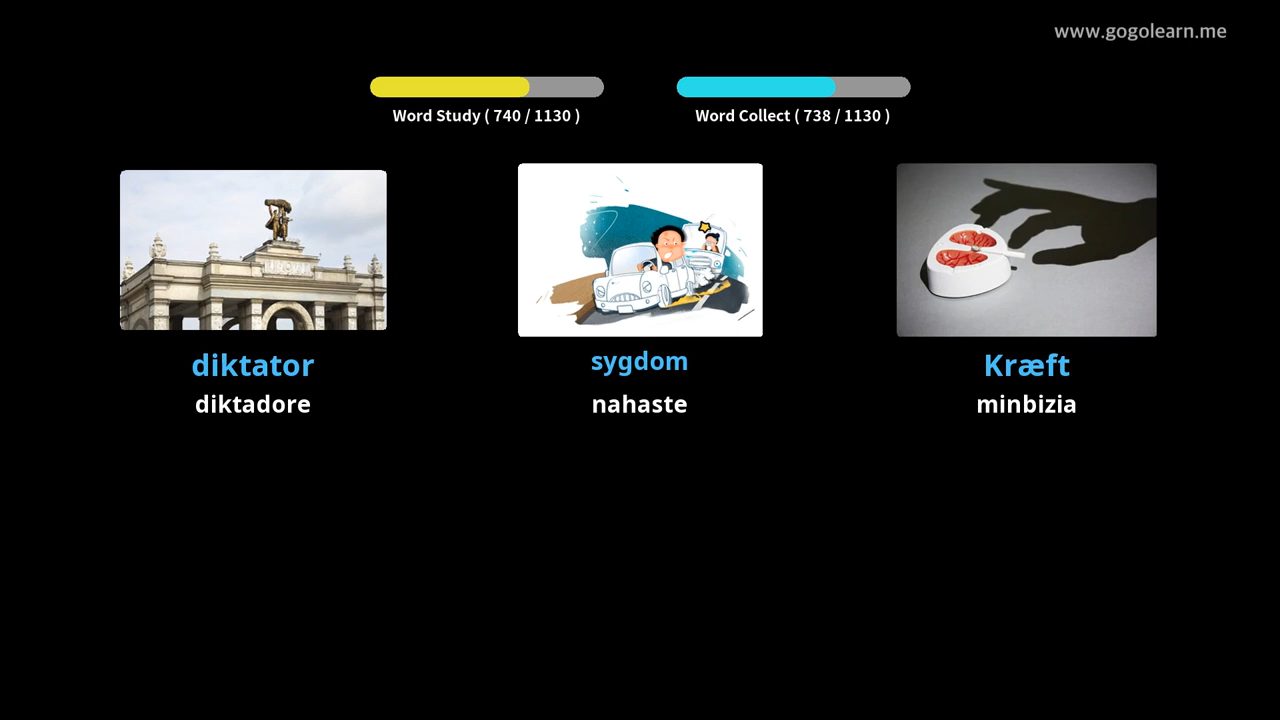 www.gogolearn.me
Word Study ( 740 / 1130 )
Word Collect ( 738 / 1130 )
diktator
diktadore
sygdom
nahaste
Kræft
minbizia